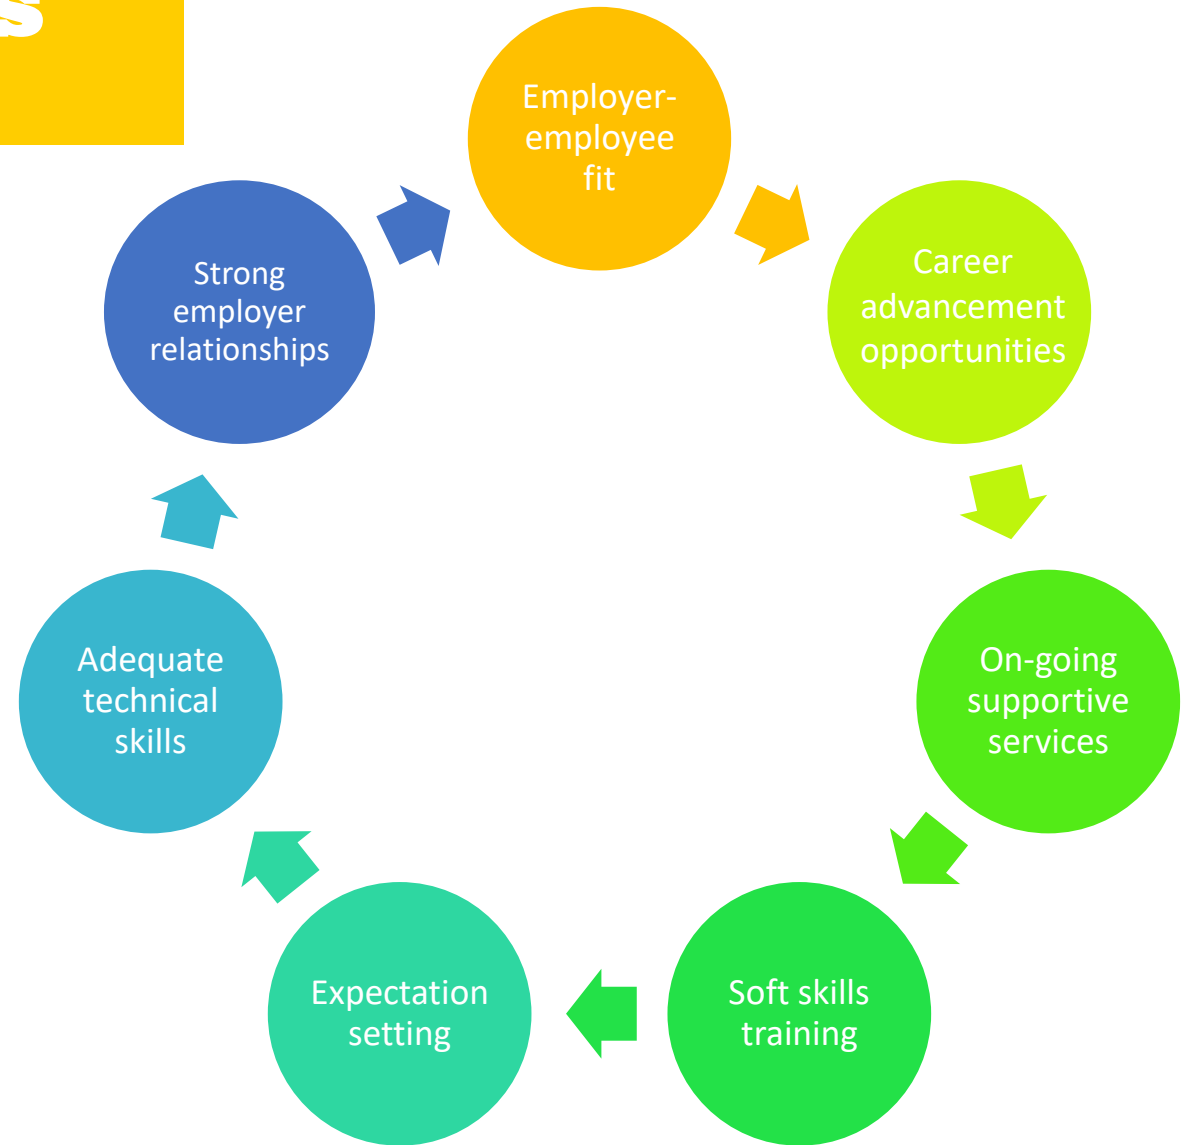 Employer-
employee
fit
Career
advancement
opportunities
On-going
supportive
services
Soft skills
training
Expectation
setting
Adequate
technical
skills
Strong
employer
relationships